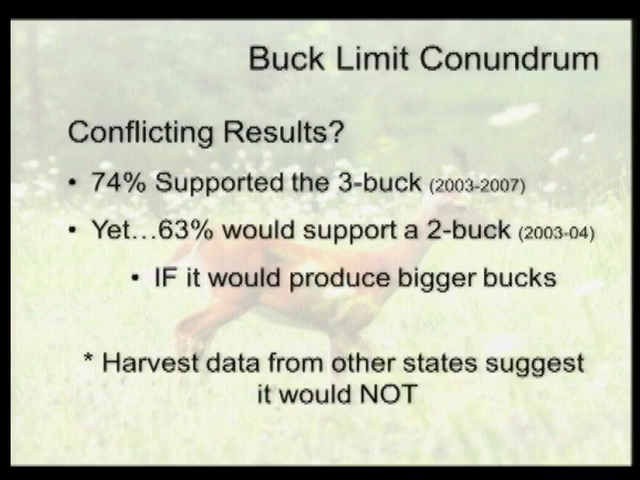 Buck Limit Conundrum
Conflicting Results?
• 74% Supported the 3-buck (2003-2007)
• Yet…63% would support a 2-buck (2003-04)
• IF it would produce bigger bucks
* Harvest data from other states suggest
it would NOT